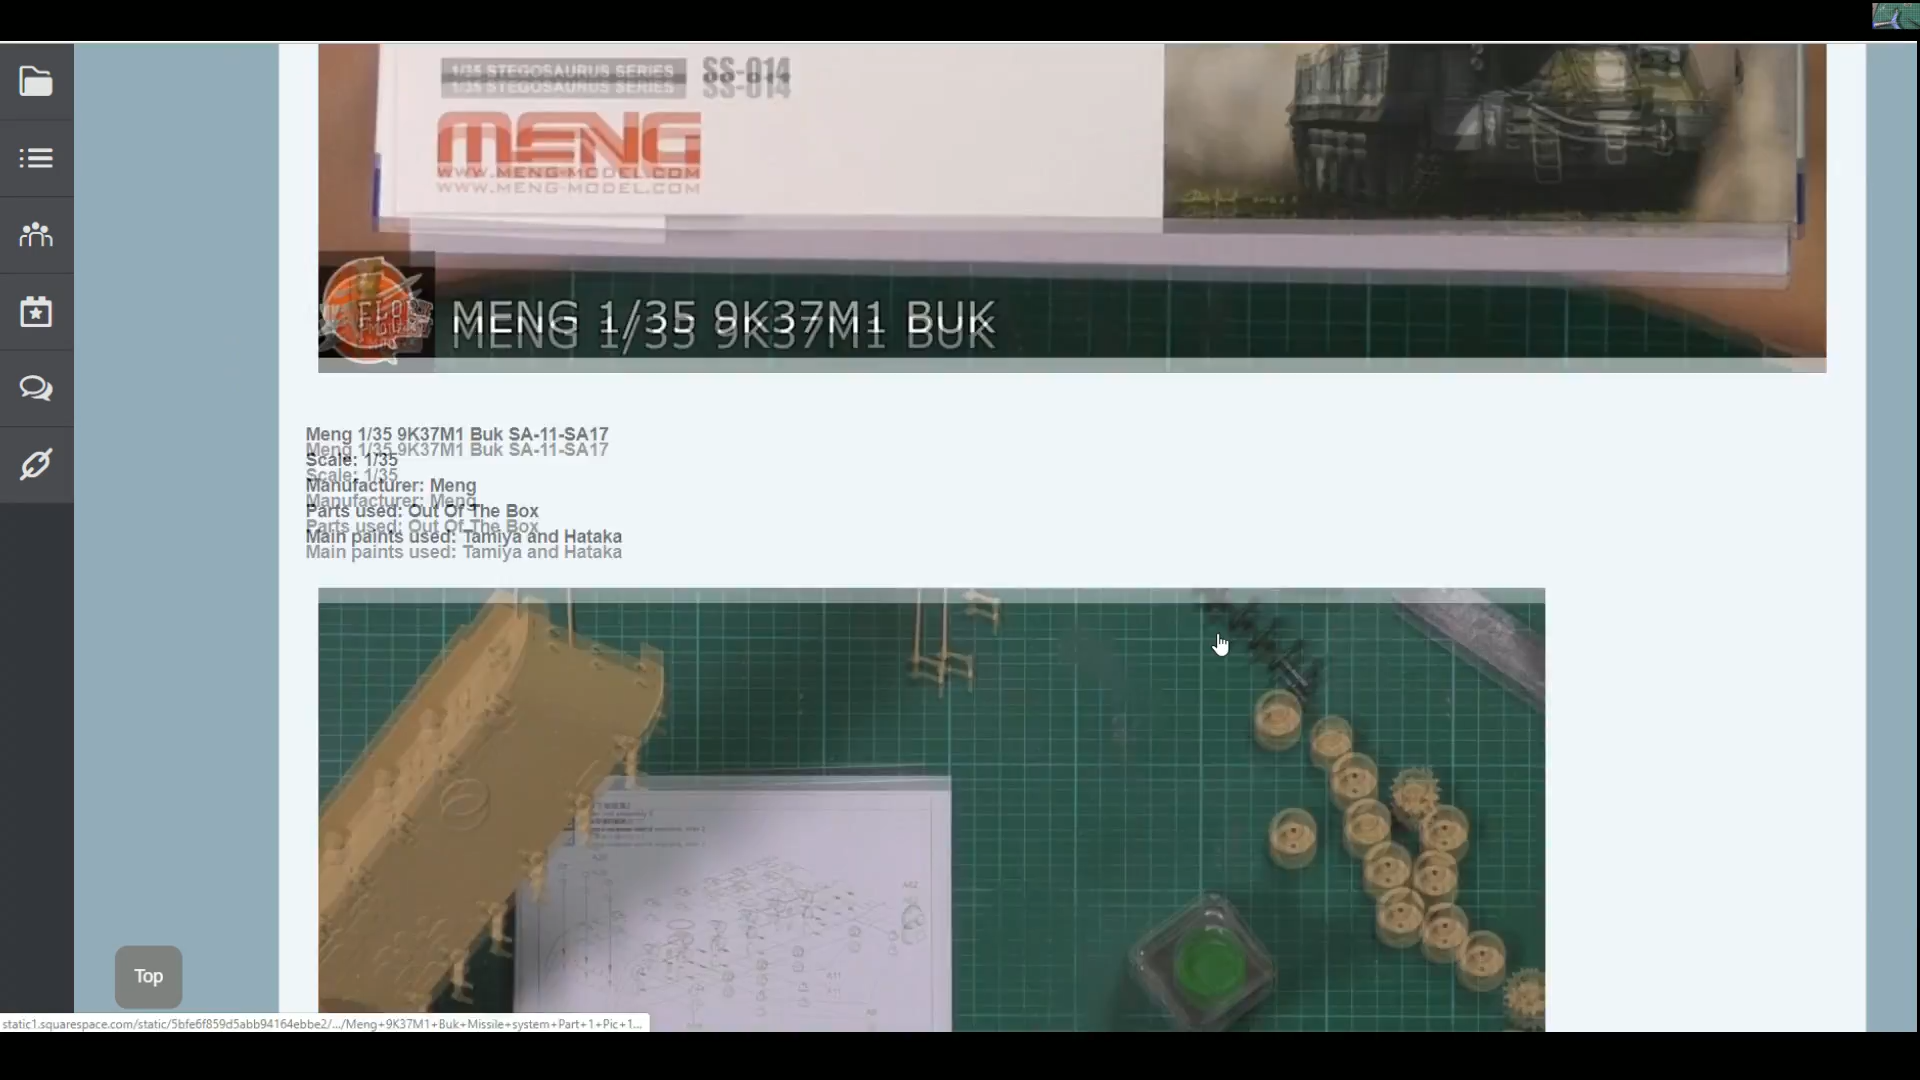 1/35 STEGOSAURUS SERIES SS-014
MENG
WWW.MENG-MODEL.COM
MENG 1/35 9K37M1 BUK
Meng 1/35 9K37M1 Buk SA-11-SA17
Scale: 1/35
Manufacturer: Meng
Parts used: Out Of The Box
Main paints used: Tamiya and Hataka
Top
static1.squarespace.com/static/5bfe6f859d5abb94164ebbe2/.../Meng+9K37M1+Buk+Missile+system+Part+1+Pic+1...